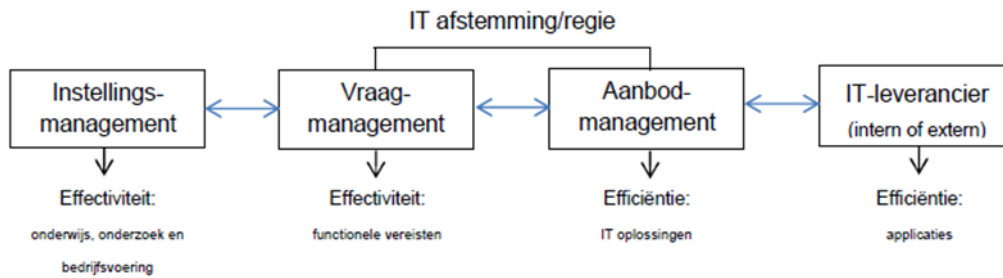 IT afstemming/regie
Instellings-
management
Vraag-
management
Aanbod-
management
IT-leverancier
(intern of extern)
Effectiviteit:
onderwijs, onderzoek en
bedrijfsvoering
Effectiviteit:
functionele vereisten
Efficiëntie:
IT oplossingen
Efficiëntie:
applicaties